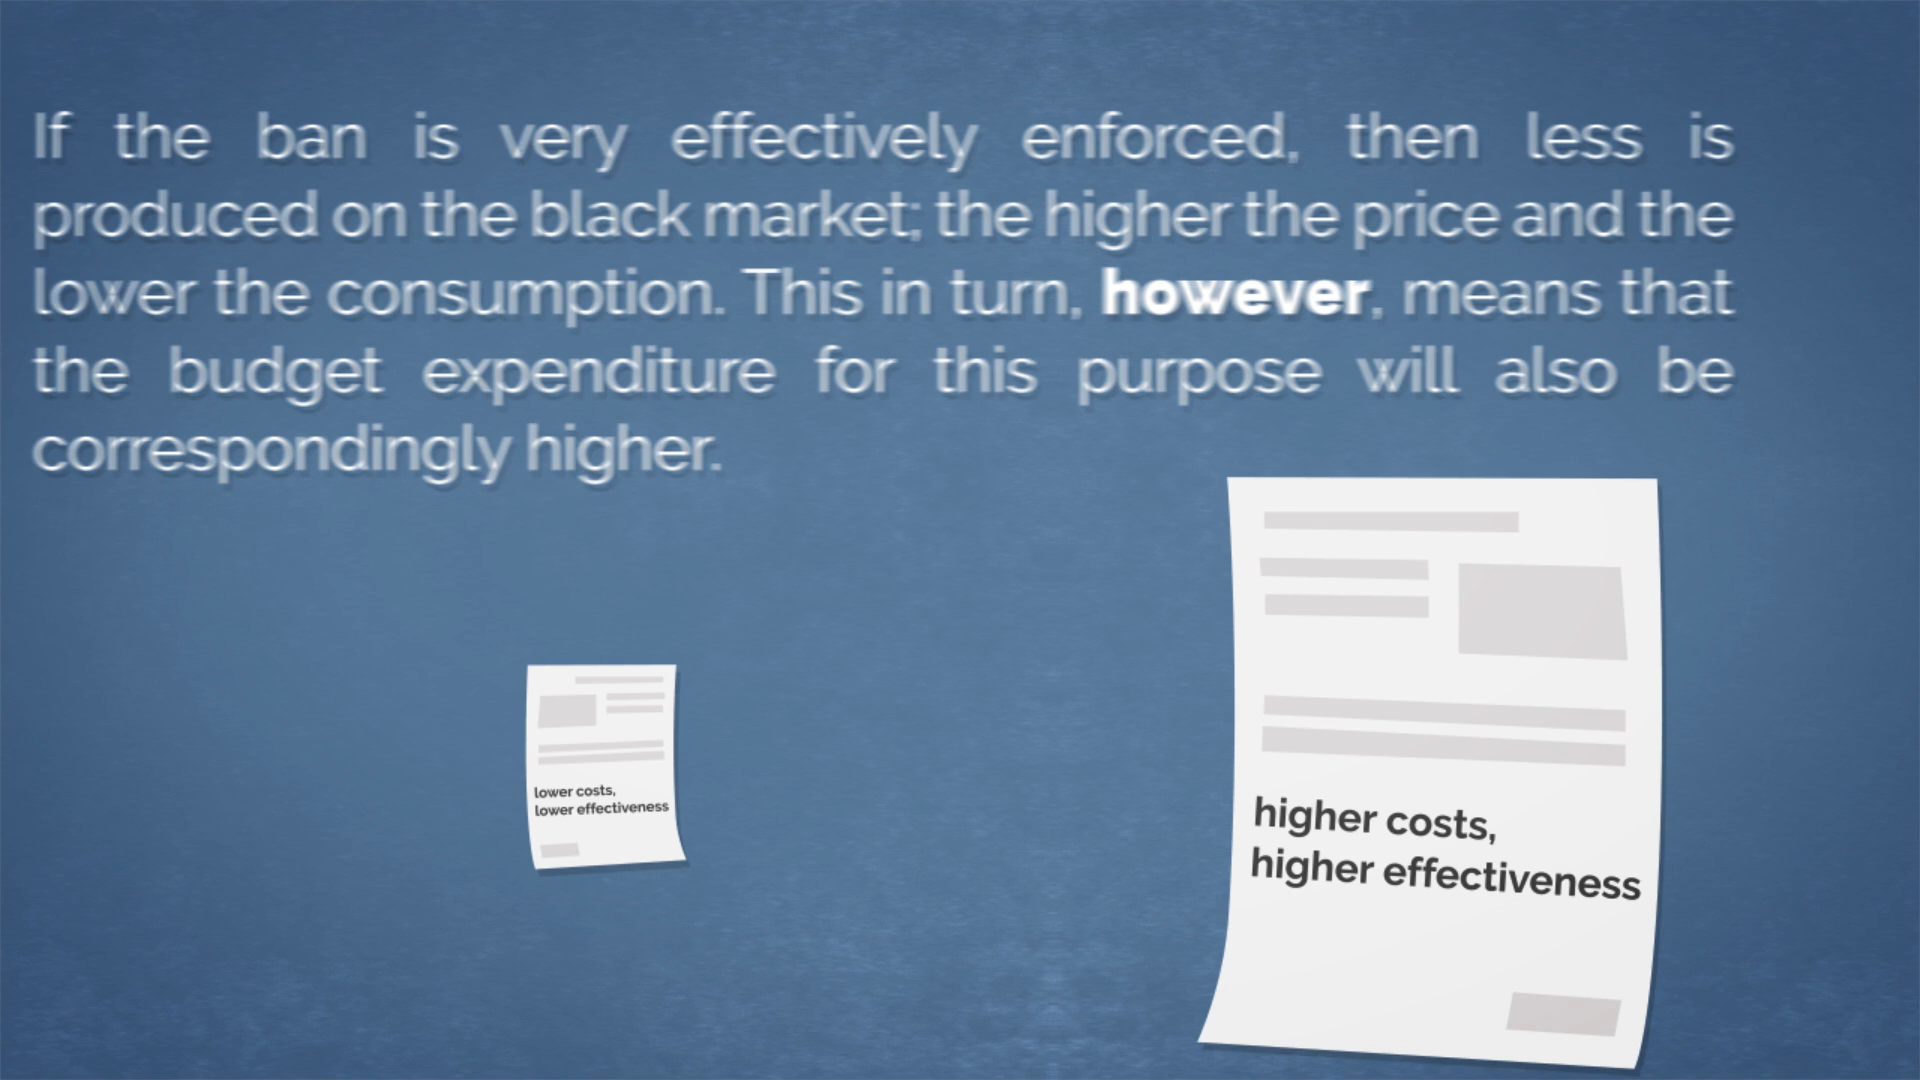 If the ban is very effectively enforced, then less is
produced on the black market; the higher the price and the
lower the consumption. This in turn, however, means that
the budget expenditure for this purpose will also be
correspondingly higher.
lower costs,
lower effectiveness
higher costs,
higher effectiveness